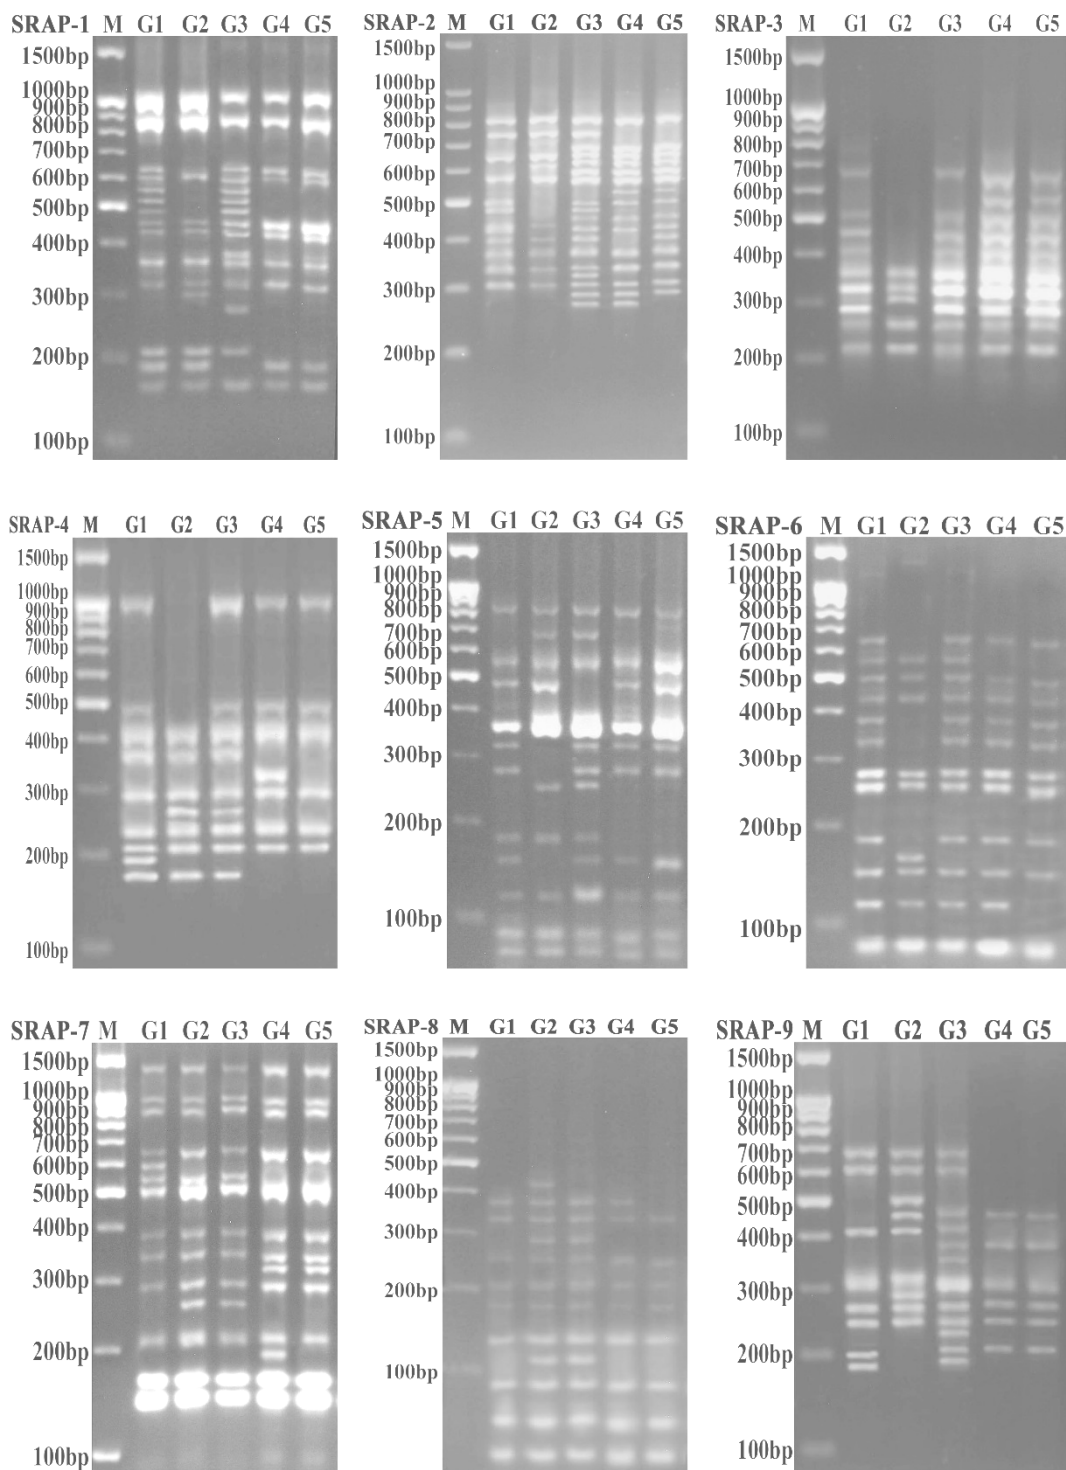 SRAP-1 M G1 G2 G3 G4 G5
1500bp
1000bp
900bp
800bp
700bp
600bp
500bp
400bp
300bp
200bp
100bp
SRAP-2 M G1 G2 G3 G4 G5
1500bp
1000bp
900bp
800bp
700bp
600bp
500bp
400bp
300bp
200bp
100bp
SRAP-3 M G1 G2 G3 G4 G5
1500bp
1000bp
900bp
800bp
700bp
600bp
500bp
400bp
300bp
200bp
100bp
SRAP-4 M G1 G2 G3 G4 G5
1500bp
1000bp
900bp
800bp
700bp
600bp
500bp
400bp
300bp
200bp
100bp
SRAP-5 M G1 G2 G3 G4 G5
1500bp
1000bp
900bp
800bp
700bp
600bp
500bp
400bp
300bp
200bp
100bp
SRAP-6 M G1 G2 G3 G4 G5
1500bp
1000bp
900bp
800bp
700bp
600bp
500bp
400bp
300bp
200bp
100bp
SRAP-7 M G1 G2 G3 G4 G5
1500bp
1000bp
900bp
800bp
700bp
600bp
500bp
400bp
300bp
200bp
100bp
SRAP-8 M G1 G2 G3 G4 G5
1500bp
1000bp
900bp
800bp
700bp
600bp
500bp
400bp
300bp
200bp
100bp
SRAP-9 M G1 G2 G3 G4 G5
1500bp
1000bp
900bp
800bp
700bp
600bp
500bp
400bp
300bp
200bp
100bp